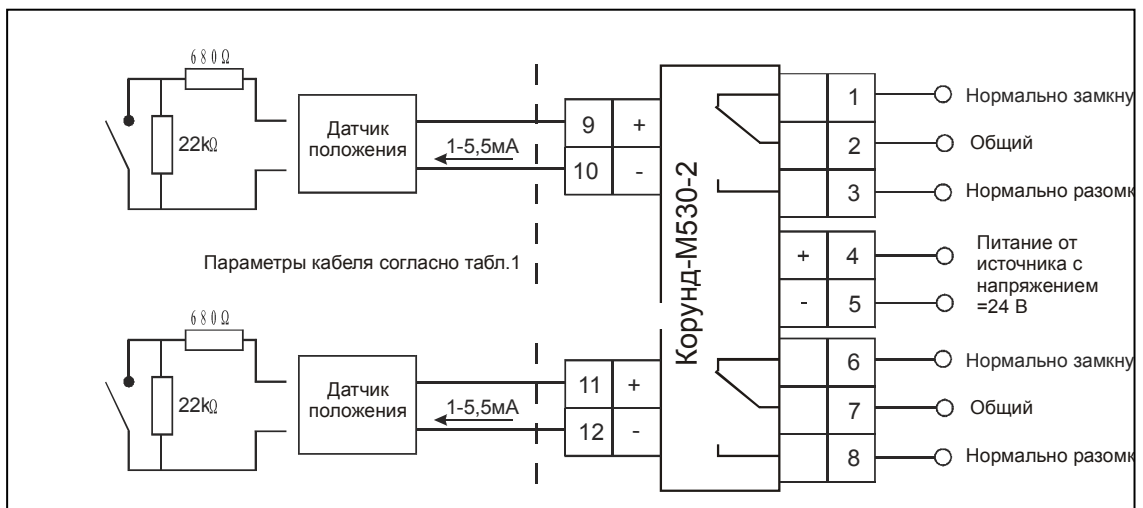 680Ω
22kΩ
Датчик
положения
1-5,5мА
9 +
10 -
Параметры кабеля согласно табл.1
680Ω
22kΩ
Датчик
положения
1-5,5мА
11 +
12 -
Корунд-М530-2
1 Нормально замкну
2 Общий
3 Нормально разомк
+ 4
- 5
Питание от
источника с
напряжением
=24 В
6 Нормально замкну
7 Общий
8 Нормально разомк